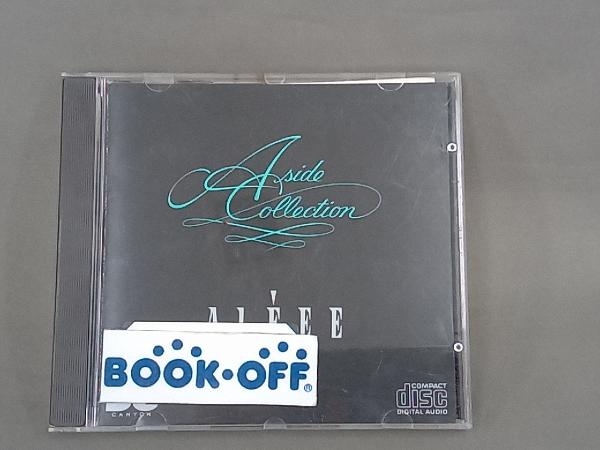 A side
Collection
ALFEE
BOOK·OFF®
CANYON
COMPACT
disc
DIGITAL AUDIO